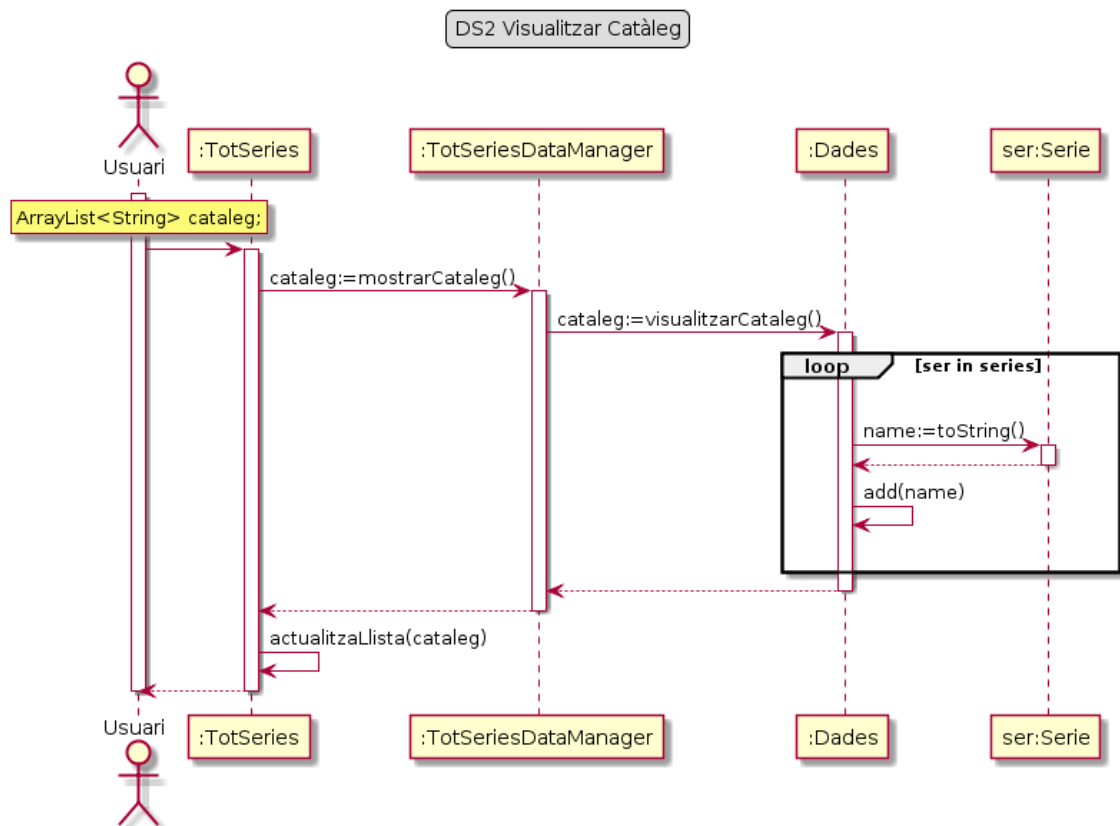 DS2 Visualitzar Catàleg
Usuari
:TotSeries
:TotSeriesDataManager
:Dades
ser:Serie
ArrayList<String> cataleg;
cataleg:=mostrarCataleg()
cataleg:=visualitzarCataleg()
loop
[ser in series]
name:=toString()
add(name)
actualitzaLlista(cataleg)
Usuari
:TotSeries
:TotSeriesDataManager
:Dades
ser:Serie